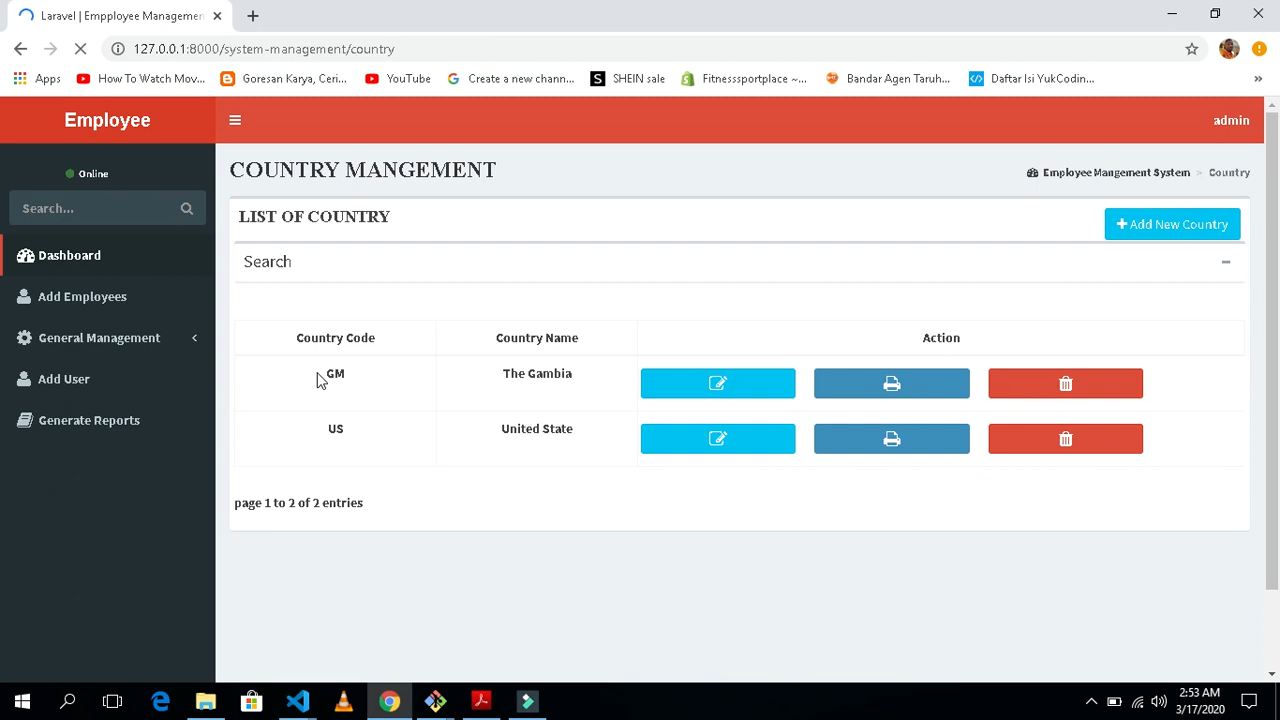 Laravel | Empployee Managemen
127.0.0.1:8000/system-management/country
Apps
How To Watch Mov...
Goresan Karya, Ceri...
YouTube
Create a new chann...
S
SHEIN sale
Fitnesssportplace ~...
Bandar Agen Taruh...
Daftar Isi YukCodin...
»
Employee
admin
Online
Search...
Dashboard
Add Employees
General Management
Add User
Generate Reports
COUNTRY MANGEMENT
Employee Mangement System > Country
LIST OF COUNTRY
+ Add New Country
Search
Country Code Country Name Action
GM The Gambia
US United State
page 1 to 2 of 2 entries
2:53 AM
3/17/2020